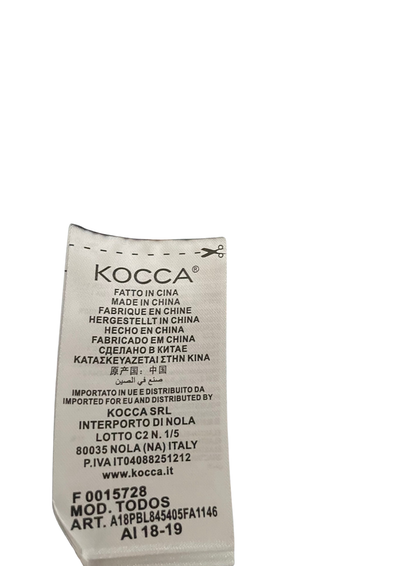 KOCCA®
FATTO IN CINA
MADE IN CHINA
FABRIQUE EN CHINE
HERGESTELLT IN CHINA
HECHO EN CHINA
FABRICADO EM CHINA
СДЕЛАНО В КИТАЕ
ΚΑΤΑΣΚΕΥΑΖΕΤΑΙ ΣΤΗΝ ΚΙΝΑ
原产国：中国
صنع في الصين
IMPORTATO IN UE E DISTRIBUITO DA
IMPORTED FOR EU AND DISTRIBUTED BY
KOCCA SRL
INTERPORTO DI NOLA
LOTTO C2 N. 1/5
80035 NOLA (NA) ITALY
P.IVA IT04088251212
www.kocca.it
F 0015728
MOD. TODOS
ART. A18PBL845405FA1146
AI 18-19